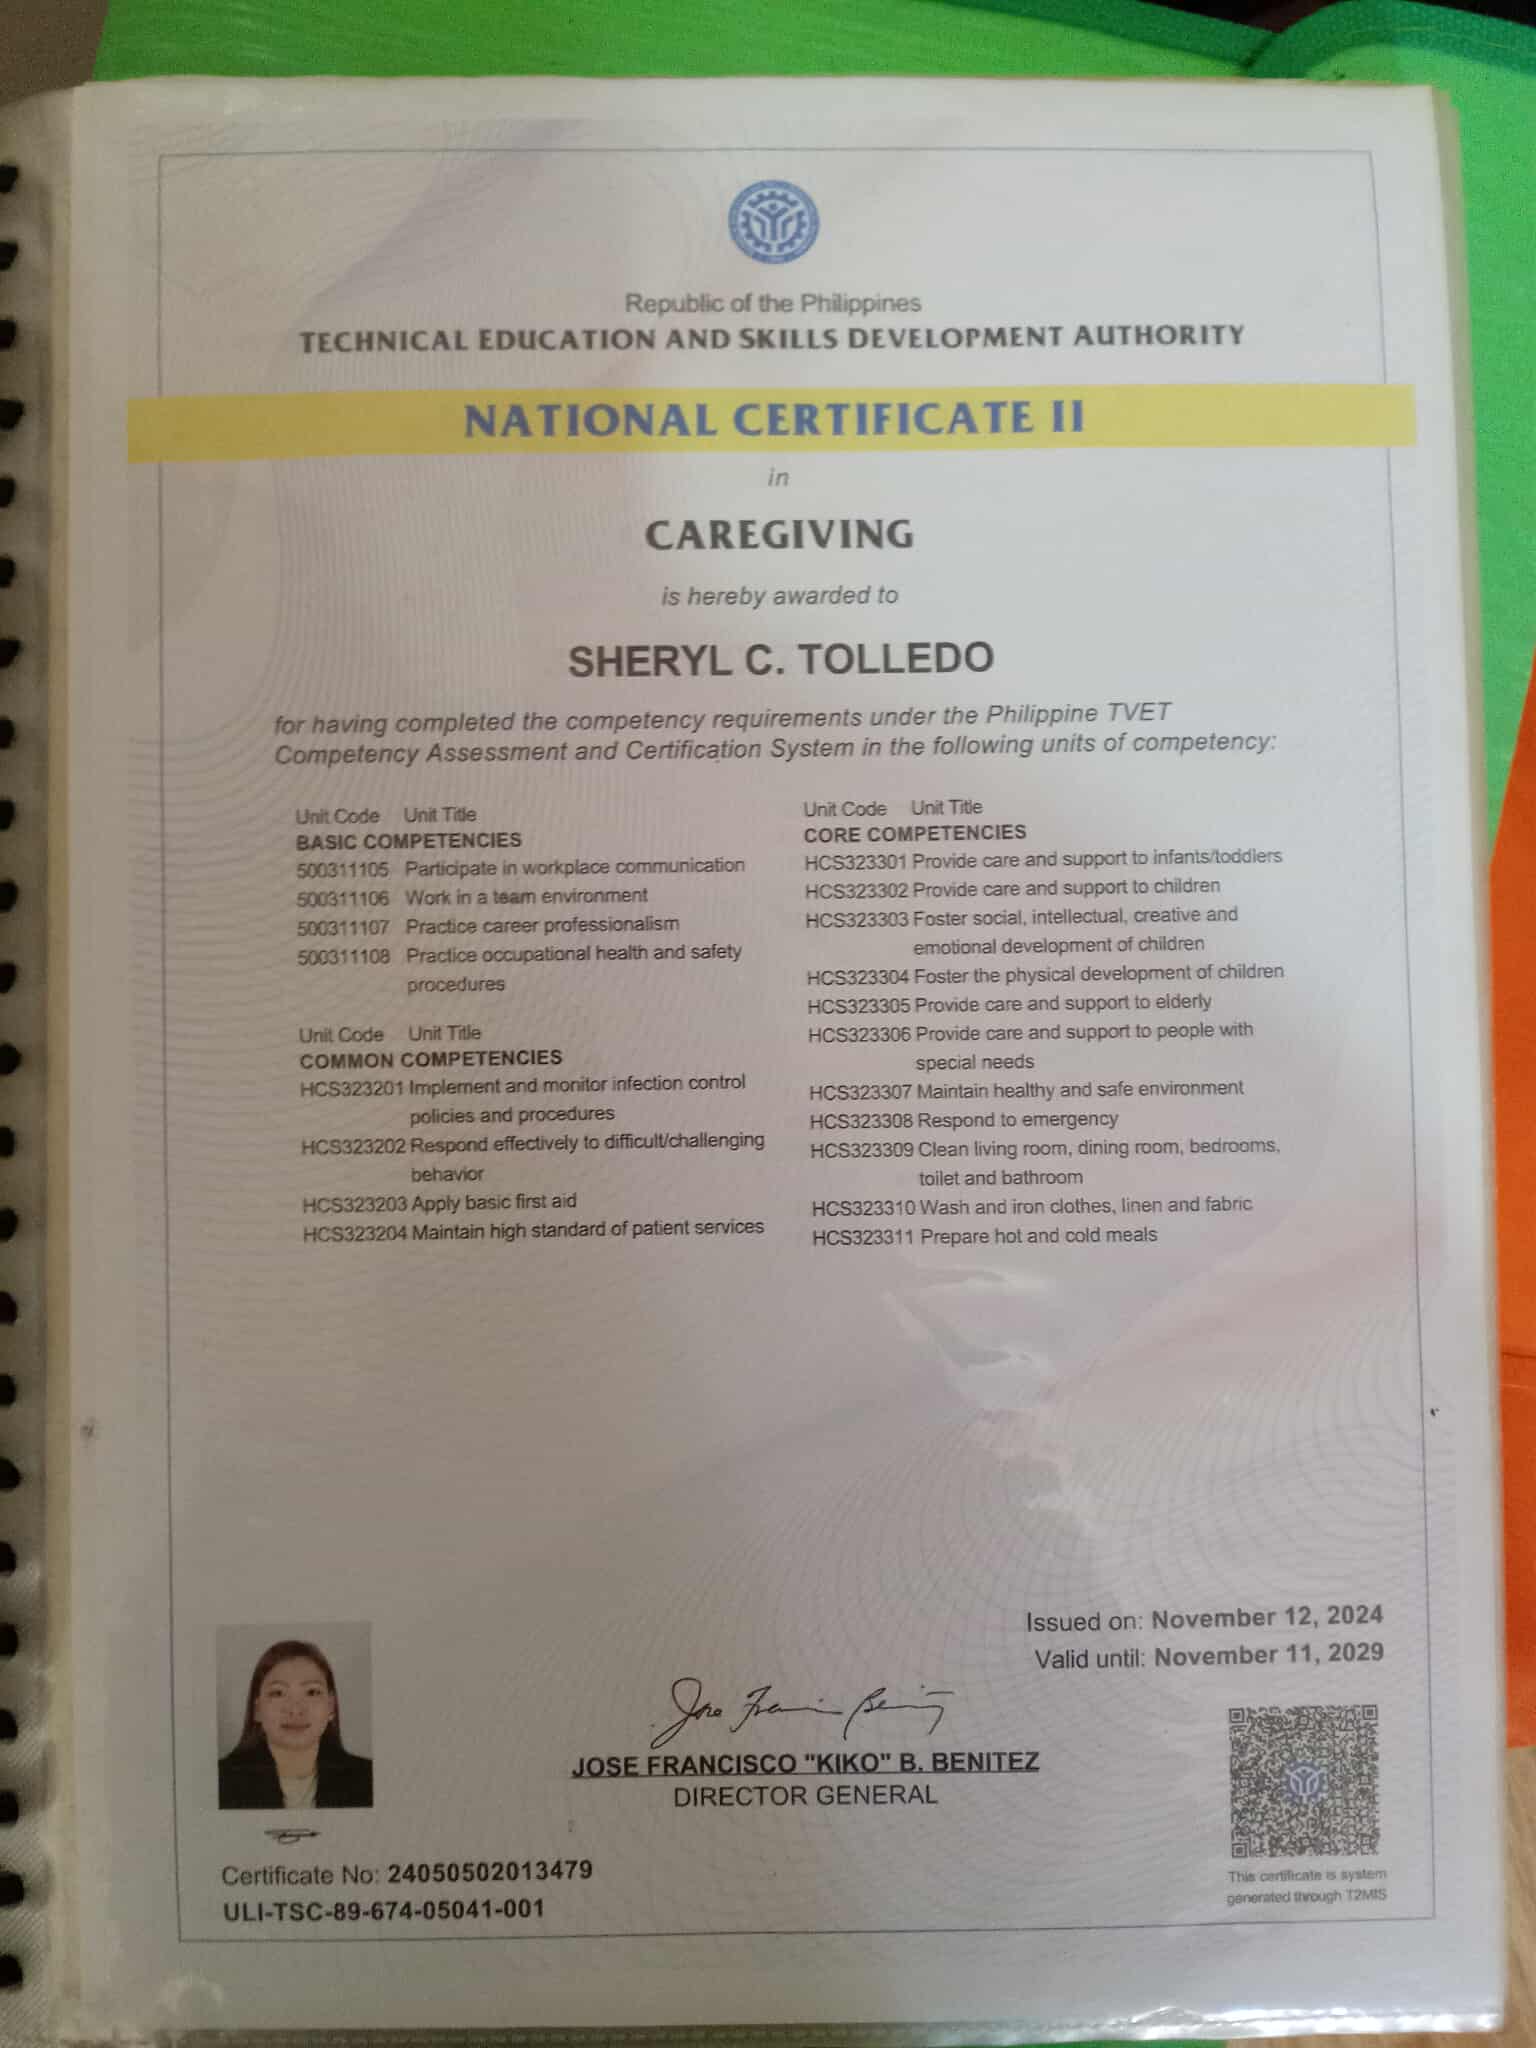 Republic of the Philippines
TECHNICAL EDUCATION AND SKILLS DEVELOPMENT AUTHORITY
NATIONAL CERTIFICATE II
in
CAREGIVING
is hereby awarded to
SHERYL C. TOLLEDO
for having completed the competency requirements under the Philippine TVET
Competency Assessment and Certification System in the following units of competency:
Unit Code Unit Title
BASIC COMPETENCIES
500311105 Participate in workplace communication
500311106 Work in a team environment
500311107 Practice career professionalism
500311108 Practice occupational health and safety
procedures
Unit Code Unit Title
COMMON COMPETENCIES
HCS323201 Implement and monitor infection control
policies and procedures
HCS323202 Respond effectively to difficult/challenging
behavior
HCS323203 Apply basic first aid
HCS323204 Maintain high standard of patient services
Unit Code Unit Title
CORE COMPETENCIES
HCS323301 Provide care and support to infants/toddlers
HCS323302 Provide care and support to children
HCS323303 Foster social, intellectual, creative and
emotional development of children
HCS323304 Foster the physical development of children
HCS323305 Provide care and support to elderly
HCS323306 Provide care and support to people with
special needs
HCS323307 Maintain healthy and safe environment
HCS323308 Respond to emergency
HCS323309 Clean living room, dining room, bedrooms,
toilet and bathroom
HCS323310 Wash and iron clothes, linen and fabric
HCS323311 Prepare hot and cold meals
Issued on: November 12, 2024
Valid until: November 11, 2029
JOSE FRANCISCO "KIKO" B. BENITEZ
DIRECTOR GENERAL
Certificate No: 24050502013479
ULI-TSC-89-674-05041-001
This certificate is system
generated through T2MIS